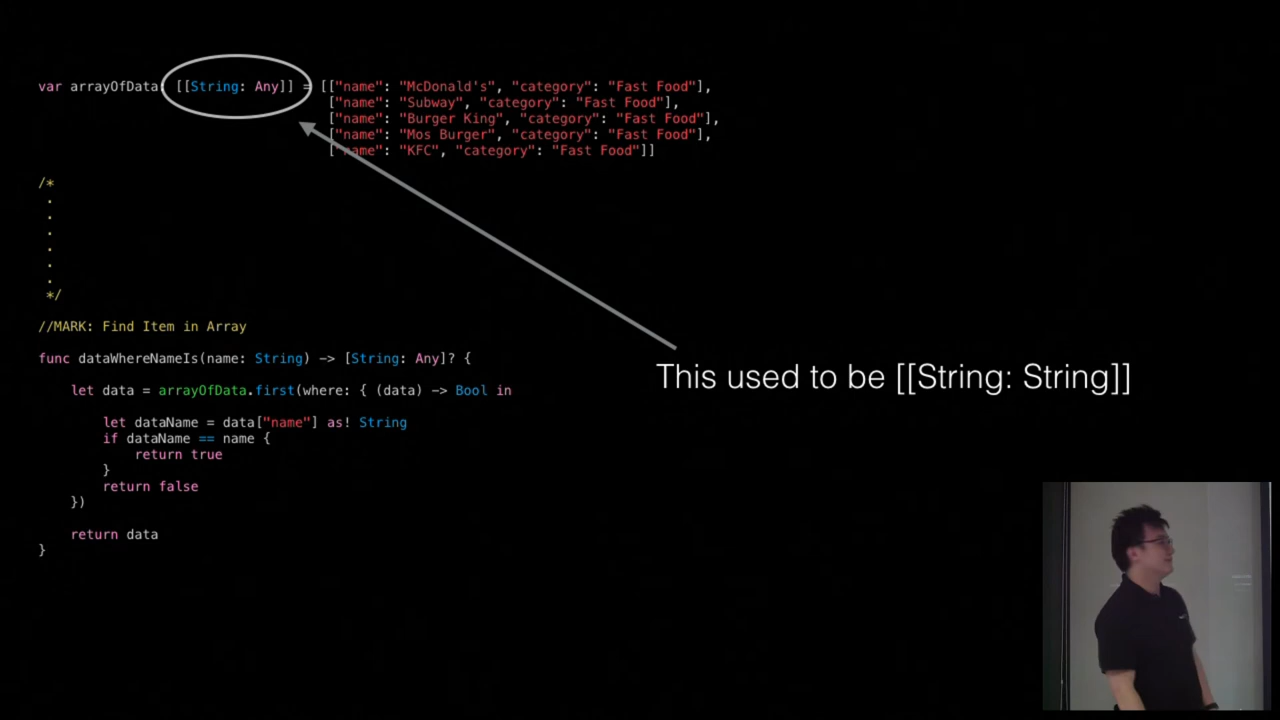 var arrayOfData: [[String: Any]] = [["name": "McDonald's", "category": "Fast Food"],
["name": "Subway", "category": "Fast Food"],
["name": "Burger King", "category": "Fast Food"],
["name": "Mos Burger", "category": "Fast Food"],
["name": "KFC", "category": "Fast Food"]]
/*
.
.
.
.
.
.
*/
//MARK: Find Item in Array
func dataWhereNameIs(name: String) -> [String: Any]? {
let data = arrayOfData.first(where: { (data) -> Bool in
let dataName = data["name"] as! String
if dataName == name {
return true
}
return false
})
return data
}
This used to be [[String: String]]